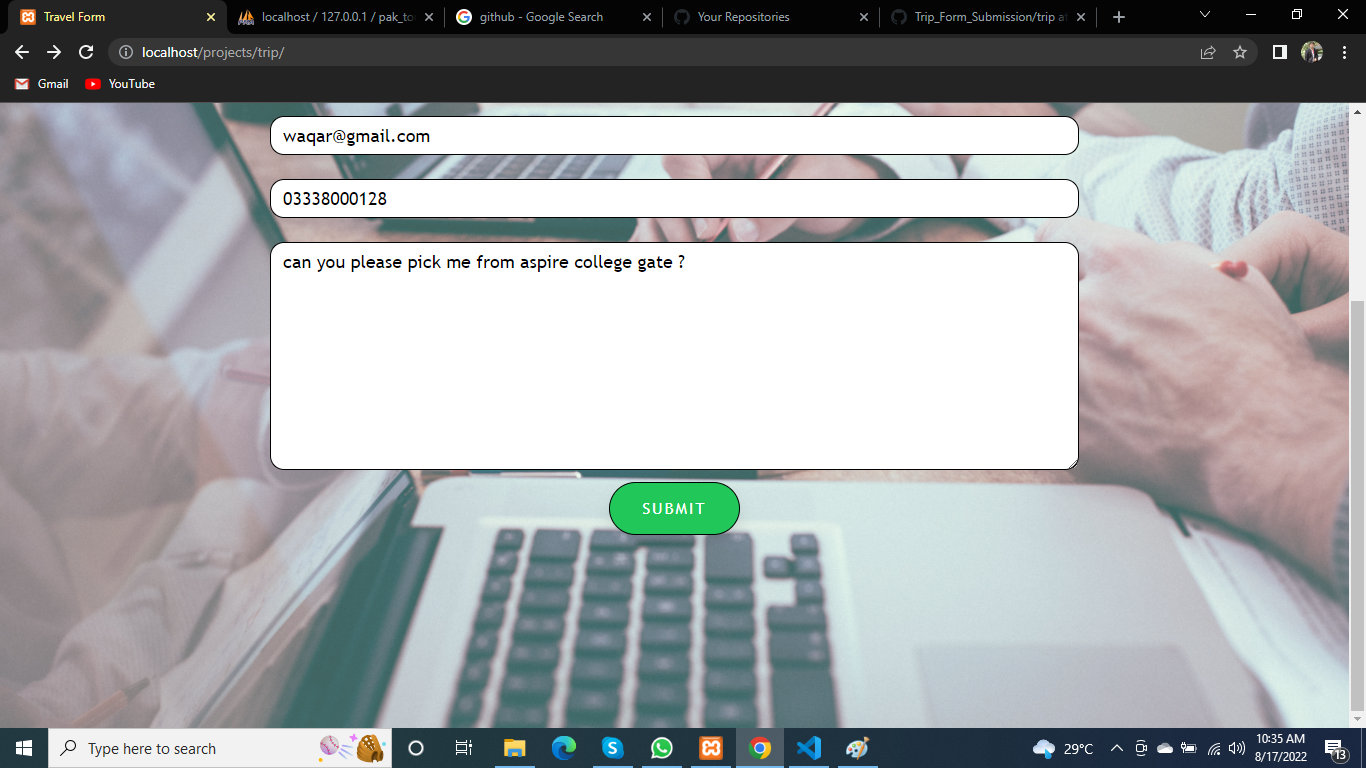 Travel Form
localhost / 127.0.0.1 / pak_to
github - Google Search
Your Repositories
Trip_Form_Submission/trip at
localhost/projects/trip/
Gmail
YouTube
waqar@gmail.com
03338000128
can you please pick me from aspire college gate ?
SUBMIT
Type here to search
29°C
10:35 AM
8/17/2022
13